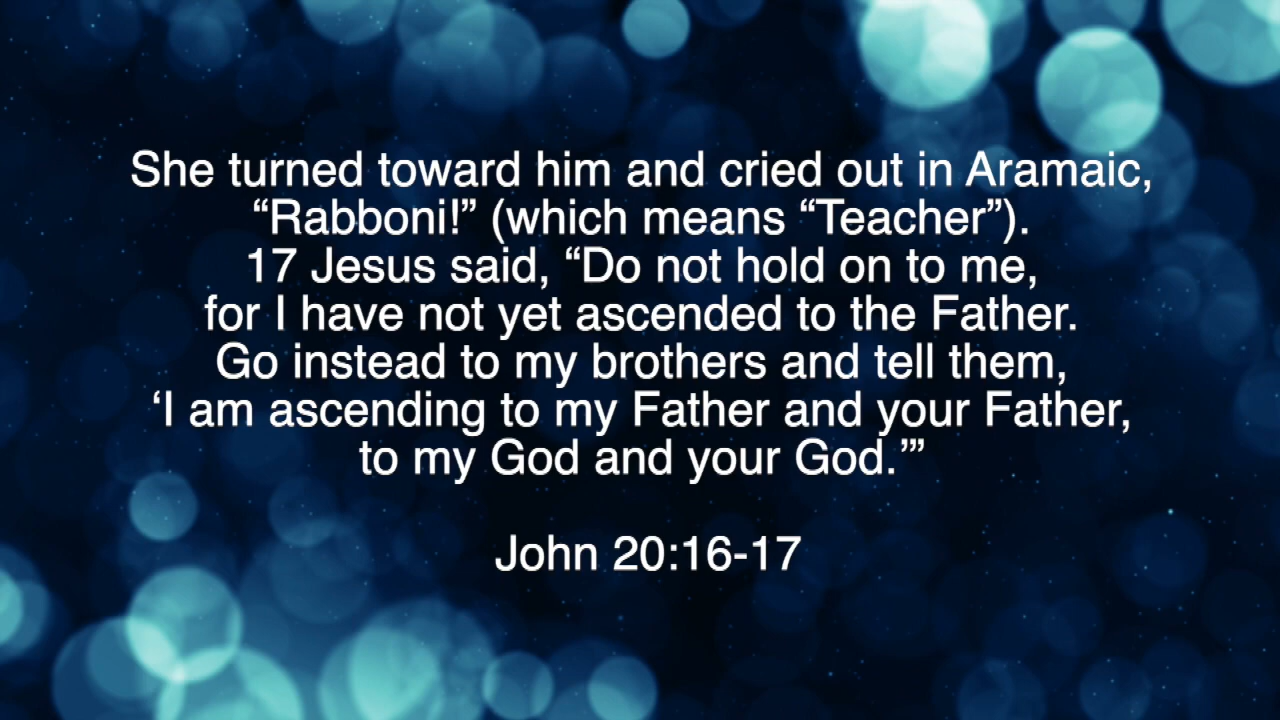 She turned toward him and cried out in Aramaic,
“Rabboni!” (which means “Teacher”).
17 Jesus said, “Do not hold on to me,
for I have not yet ascended to the Father.
Go instead to my brothers and tell them,
‘I am ascending to my Father and your Father,
to my God and your God.’”
John 20:16-17